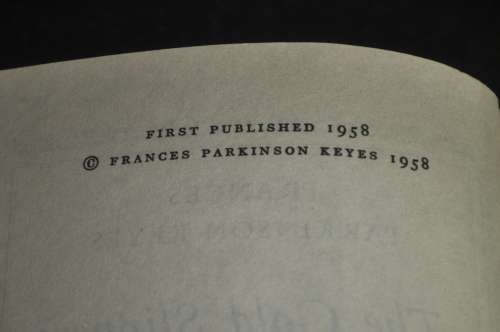 FIRST PUBLISHED 1958
© FRANCES PARKINSON KEYES 1958